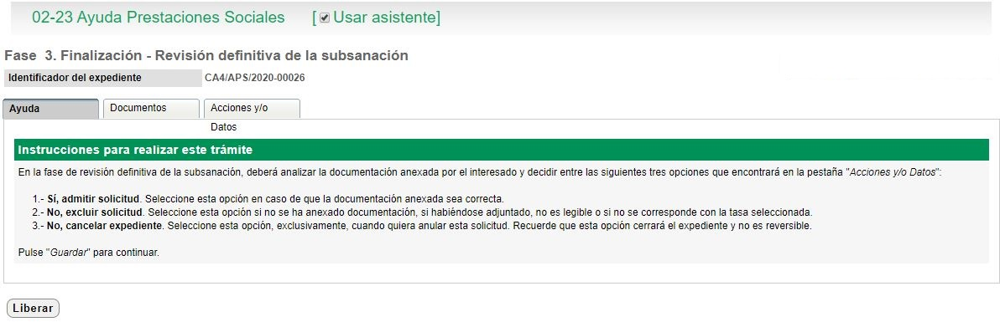 02-23 Ayuda Prestaciones Sociales [ Usar asistente]
Fase 3. Finalización - Revisión definitiva de la subsanación
Identificador del expediente CA4/APS/2020-00026
Ayuda Documentos Acciones y/o
Datos
Instrucciones para realizar este trámite
En la fase de revisión definitiva de la subsanación, deberá analizar la documentación anexada por el interesado y decidir entre las siguientes tres opciones que encontrará en la pestaña "Acciones y/o Datos":
1.- Sí, admitir solicitud. Seleccione esta opción en caso de que la documentación anexada sea correcta.
2.- No, excluir solicitud. Seleccione esta opción si no se ha anexado documentación, si habiéndose adjuntado, no es legible o si no se corresponde con la tasa seleccionada.
3.- No, cancelar expediente. Seleccione esta opción, exclusivamente, cuando quiera anular esta solicitud. Recuerde que esta opción cerrará el expediente y no es reversible.
Pulse "Guardar" para continuar.
Liberar